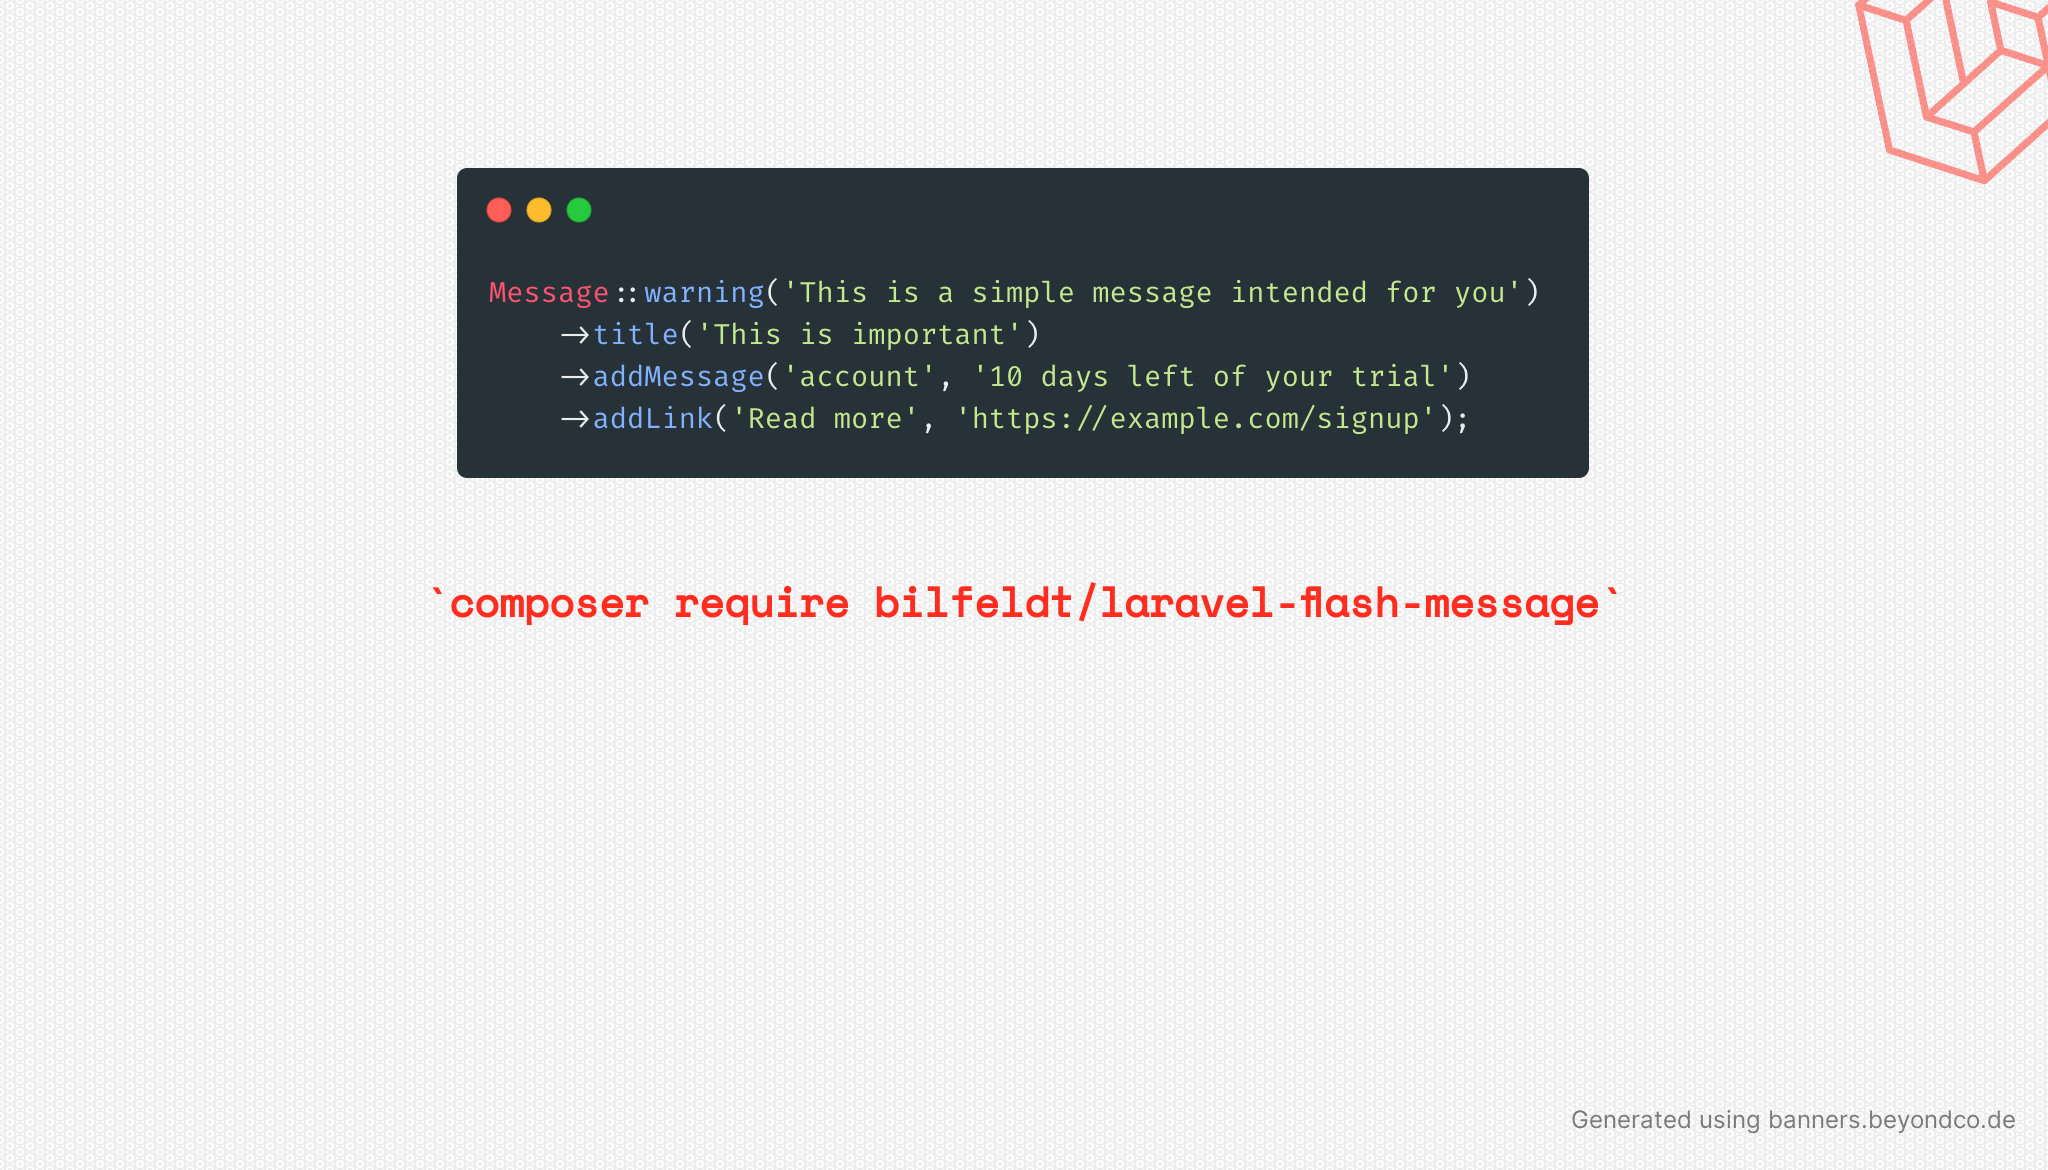 Message::warning('This is a simple message intended for you')
->title('This is important')
->addMessage('account', '10 days left of your trial')
->addLink('Read more', 'https://example.com/signup');
`composer require bilfeldt/laravel-flash-message`
Generated using banners.beyondco.de